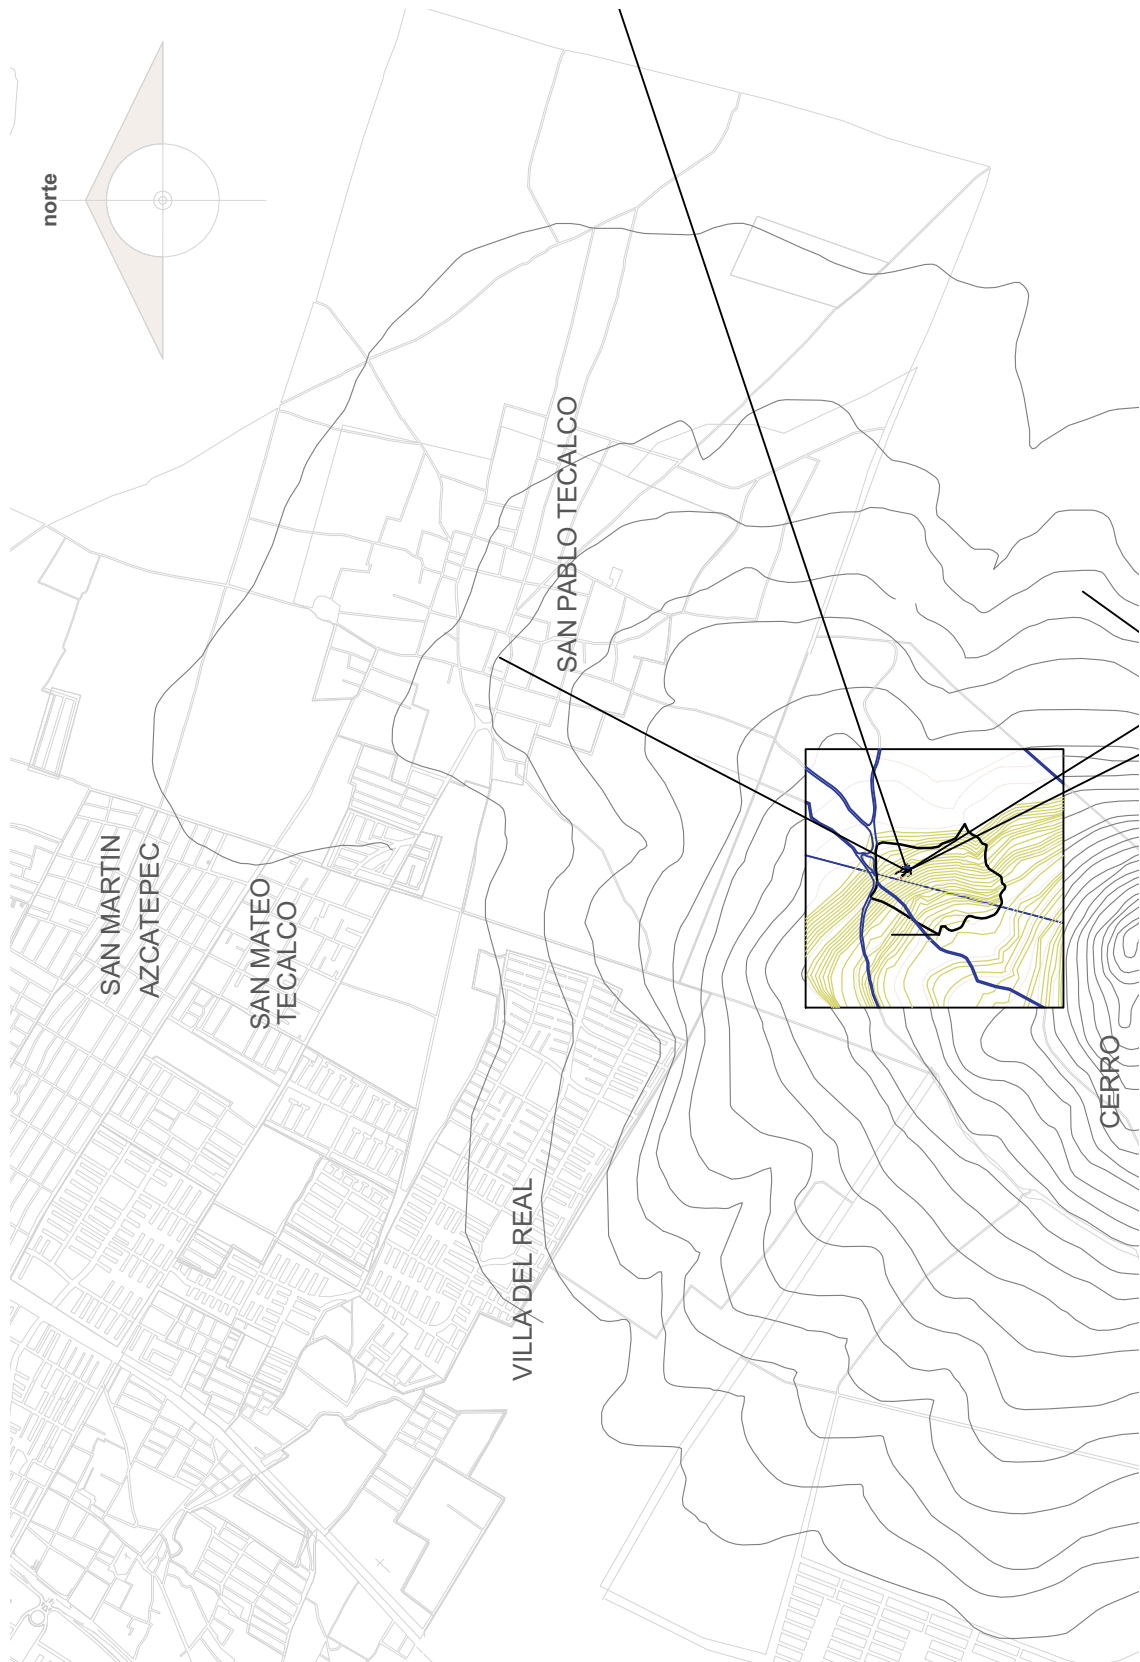 norte
SAN PABLO TECALCO
SAN MARTIN
AZCATEPEC
SAN MATEO
TECALCO
CERRO
VILLA DEL REAL